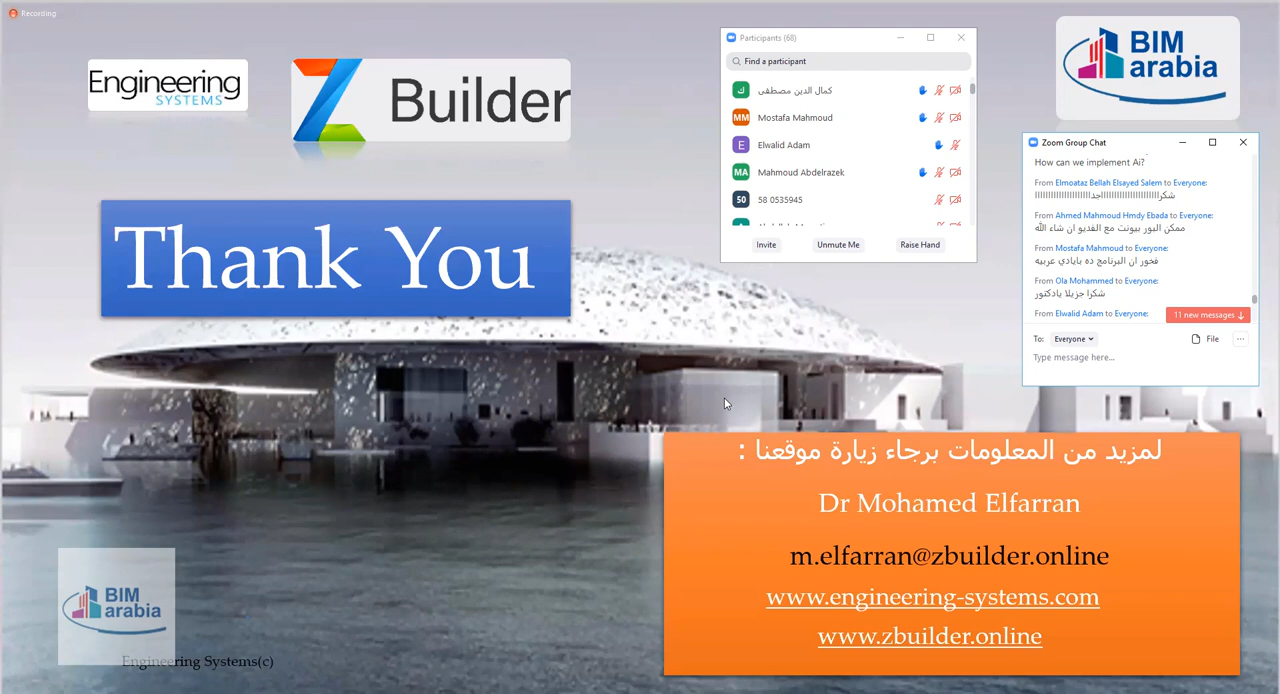 Recording
Engineering
SYSTEMS
Builder
Thank You
Participants (68)
Find a participant
ك كمال الدين مصطفى
MM Mostafa Mahmoud
E Elwalid Adam
MA Mahmoud Abdelrazek
50 58 0535945
Invite Unmute Me Raise Hand
BIM
arabia
Zoom Group Chat
How can we implement Ai?
From Elmoataz Bellah Elsayed Salem to Everyone:
From Ahmed Mahmoud Hmdy Ebada to Everyone:
ممكن البور بيونت مع الفديو ان شاء الله
From Mostafa Mahmoud to Everyone:
فخور ان البرنامج ده بايادي عربيه
From Ola Mohammed to Everyone:
شكرا جزيلا يادكتور
From Elwalid Adam to Everyone:
11 new messages ↓
To: Everyone File ...
Type message here...
لمزيد من المعلومات برجاء زيارة موقعنا :
Dr Mohamed Elfarran
m.elfarran@zbuilder.online
www.engineering-systems.com
www.zbuilder.online
BIM
arabia
Engineering Systems(c)